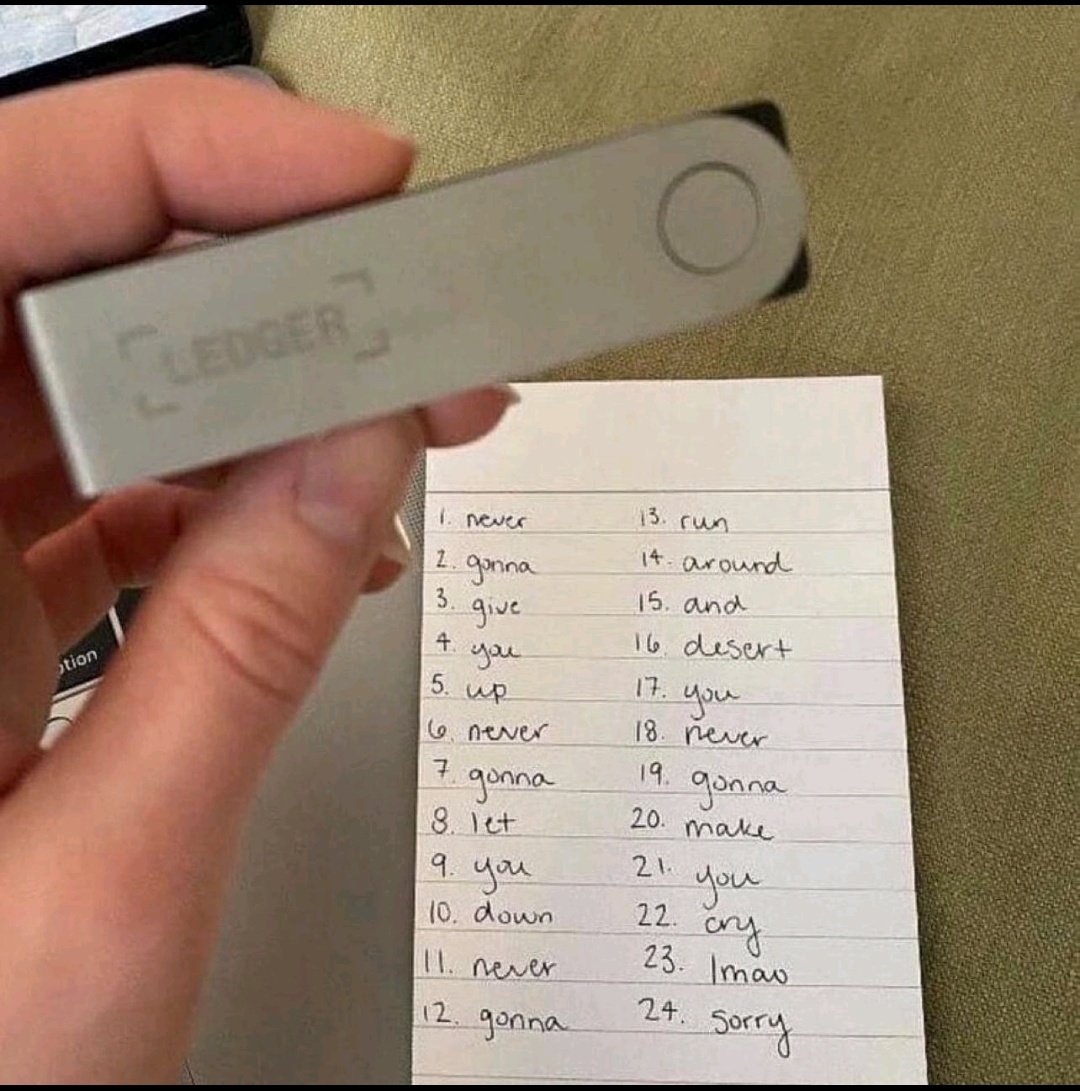 LEDGER
1. never
2. gonna
3. give
4. you
5. up
6. never
7. gonna
8. let
9. you
10. down
11. never
12. gonna
13. run
14. around
15. and
16. desert
17. you
18. never
19. gonna
20. make
21. you
22. cry
23. lmao
24. sorry